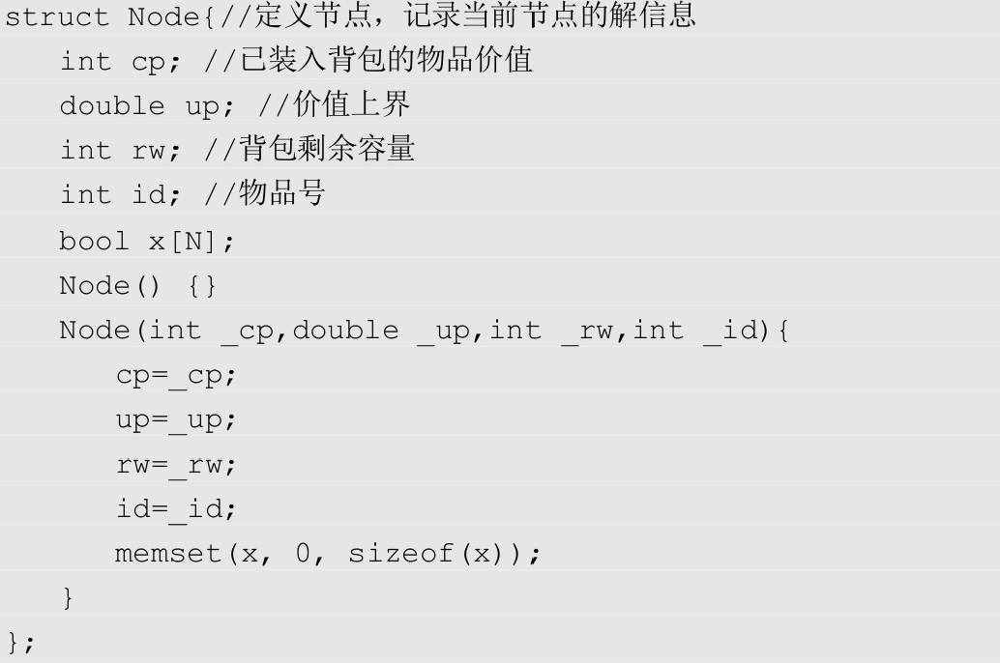 struct Node{//定义节点，记录当前节点的解信息
int cp; //已装入背包的物品价值
double up; //价值上界
int rw; //背包剩余容量
int id; //物品号
bool x[N];
Node() {}
Node(int _cp,double _up,int _rw,int _id){
cp=_cp;
up=_up;
rw=_rw;
id=_id;
memset(x, 0, sizeof(x));
}
};